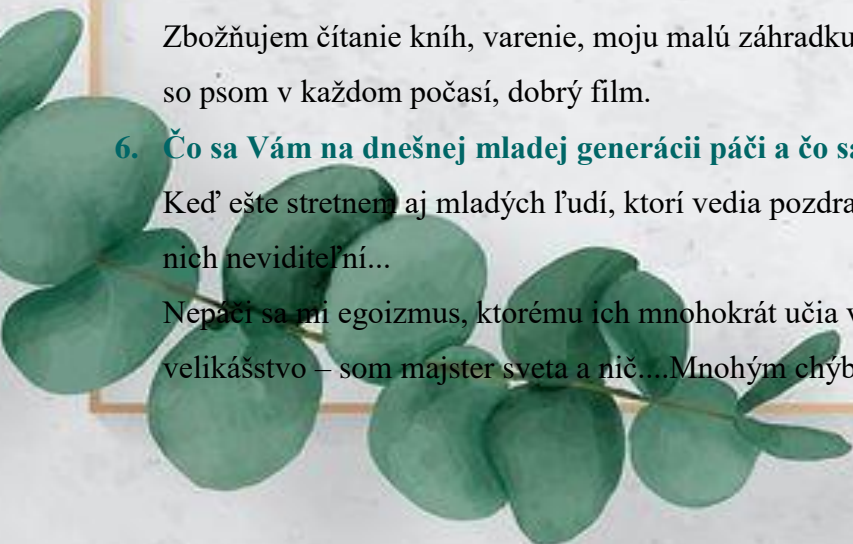 Zbožňujem čítanie kníh, varenie, moju malú záhradku
so psom v každom počasí, dobrý film.
6. Čo sa Vám na dnešnej mladej generácii páči a čo sa
Keď ešte stretnem aj mladých ľudí, ktorí vedia pozdra
nich neviditeľní...
Nepáči sa mi egoizmus, ktorému ich mnohokrát učia v
velikášstvo – som majster sveta a nič....Mnohým chýb